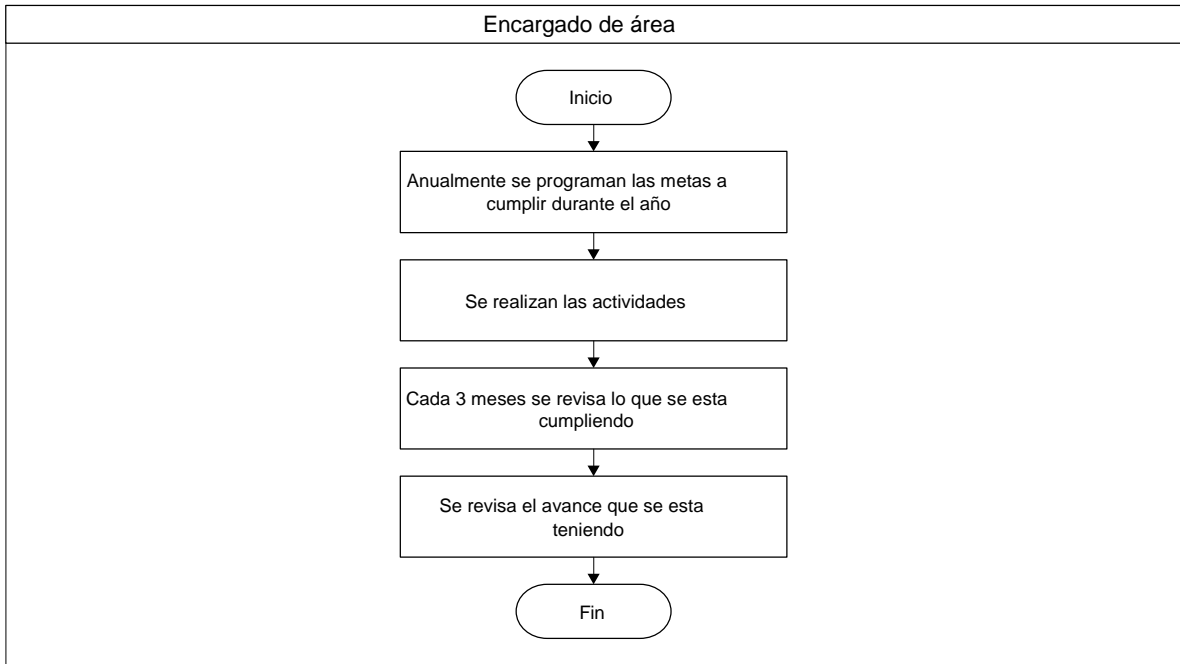 Encargado de área
Inicio
Anualmente se programan las metas a
cumplir durante el año
Se realizan las actividades
Cada 3 meses se revisa lo que se esta
cumpliendo
Se revisa el avance que se esta
teniendo
Fin